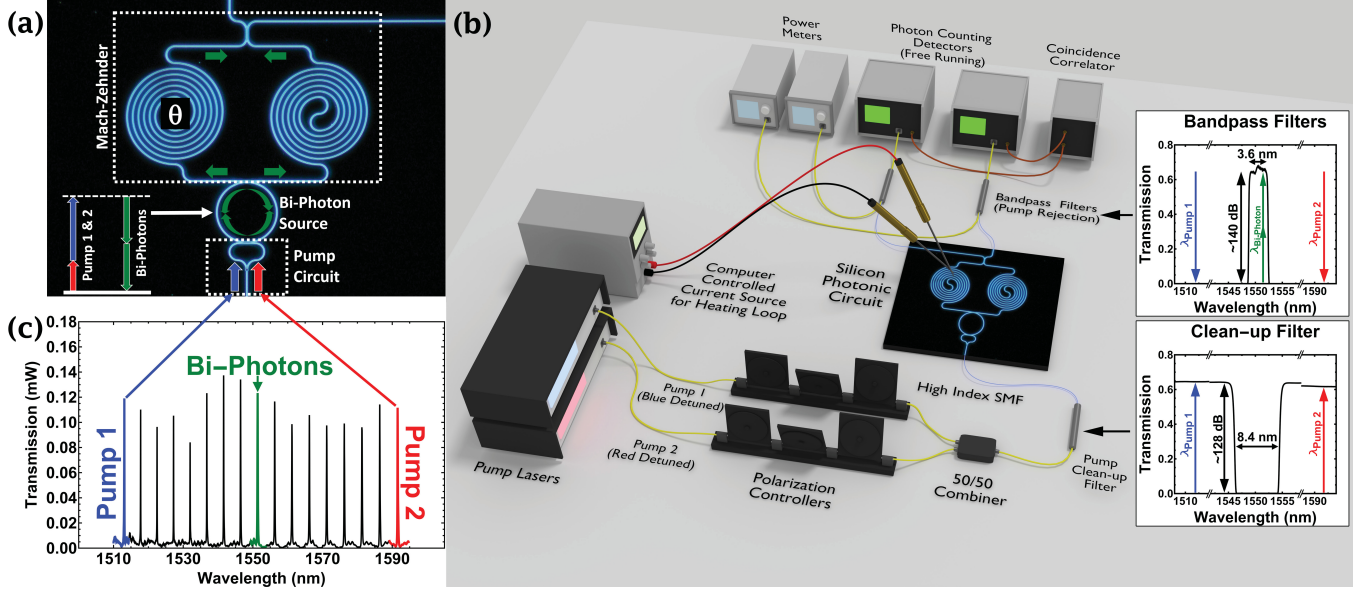 (a)
Mach-Zehnder
θ
Bi-Photon
Source
Pump 1 & 2
Bi-Photons
Pump
Circuit
(b)
Power
Meters
Photon Counting
Detectors
(Free Running)
Coincidence
Correlator
Bandpass Filters
(Pump Rejection)
Computer
Controlled
Current Source
for Heating Loop
Silicon
Photonic
Circuit
High Index SMF
Pump 1
(Blue Detuned)
Pump 2
(Red Detuned)
Pump Lasers
Polarization
Controllers
50/50
Combiner
Pump
Clean-up
Filter
Bandpass Filters
Transmission
0.8
0.6
0.4
0.2
0.0
3.6 nm
λPump 1
~140 dB
λBi-Photon
λPump 2
1510 1545 1550 1590
Wavelength (nm)
Clean–up Filter
Transmission
0.8
0.6
0.4
0.2
0.0
λPump 1
~128 dB
8.4 nm
λPump 2
1510 1545 1550 1555 1590
Wavelength (nm)
(c)
Transmission (mW)
0.18
0.16
0.14
0.12
0.10
0.08
0.06
0.04
0.02
0.00
Pump 1
Bi–Photons
Pump 2
1510 1530 1550 1570 1590
Wavelength (nm)